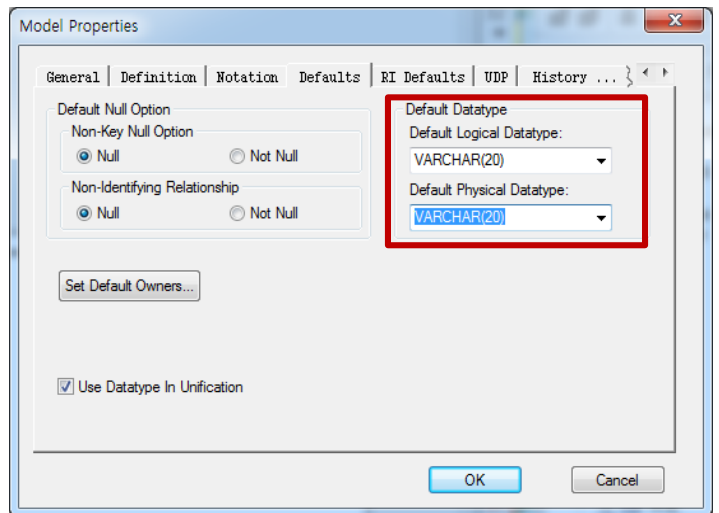 Model Properties
General Definition Notation Defaults RI Defaults UDP History ...
Default Null Option
Non-Key Null Option
Null Not Null
Non-Identifying Relationship
Null Not Null
Default Datatype
Default Logical Datatype:
VARCHAR(20)
Default Physical Datatype:
VARCHAR(20)
Set Default Owners...
Use Datatype In Unification
OK Cancel